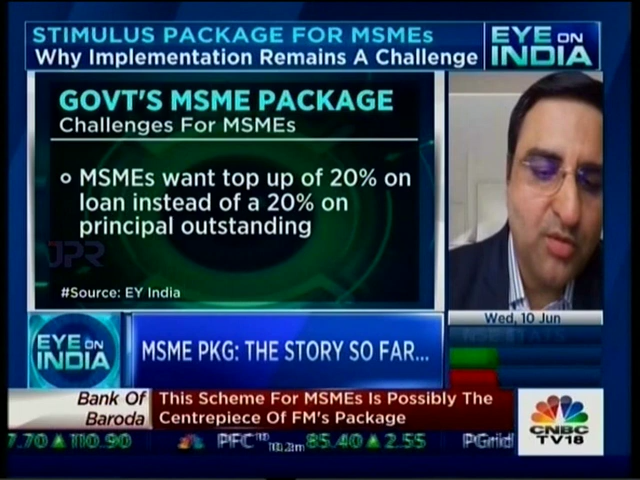 STIMULUS PACKAGE FOR MSMEs
Why Implementation Remains A Challenge
EYE ON
INDIA
GOVT'S MSME PACKAGE
Challenges For MSMEs
MSMEs want top up of 20% on
loan instead of a 20% on
principal outstanding
JPR
#Source: EY India
Wed, 10 Jun
EYE ON
INDIA
MSME PKG: THE STORY SO FAR...
Bank Of
Baroda
This Scheme For MSMEs Is Possibly The
Centrepiece Of FM's Package
CNBC
TV18
7.70 ▲ 110.90 PFC 85.40 ▲ 2.55 PGrid